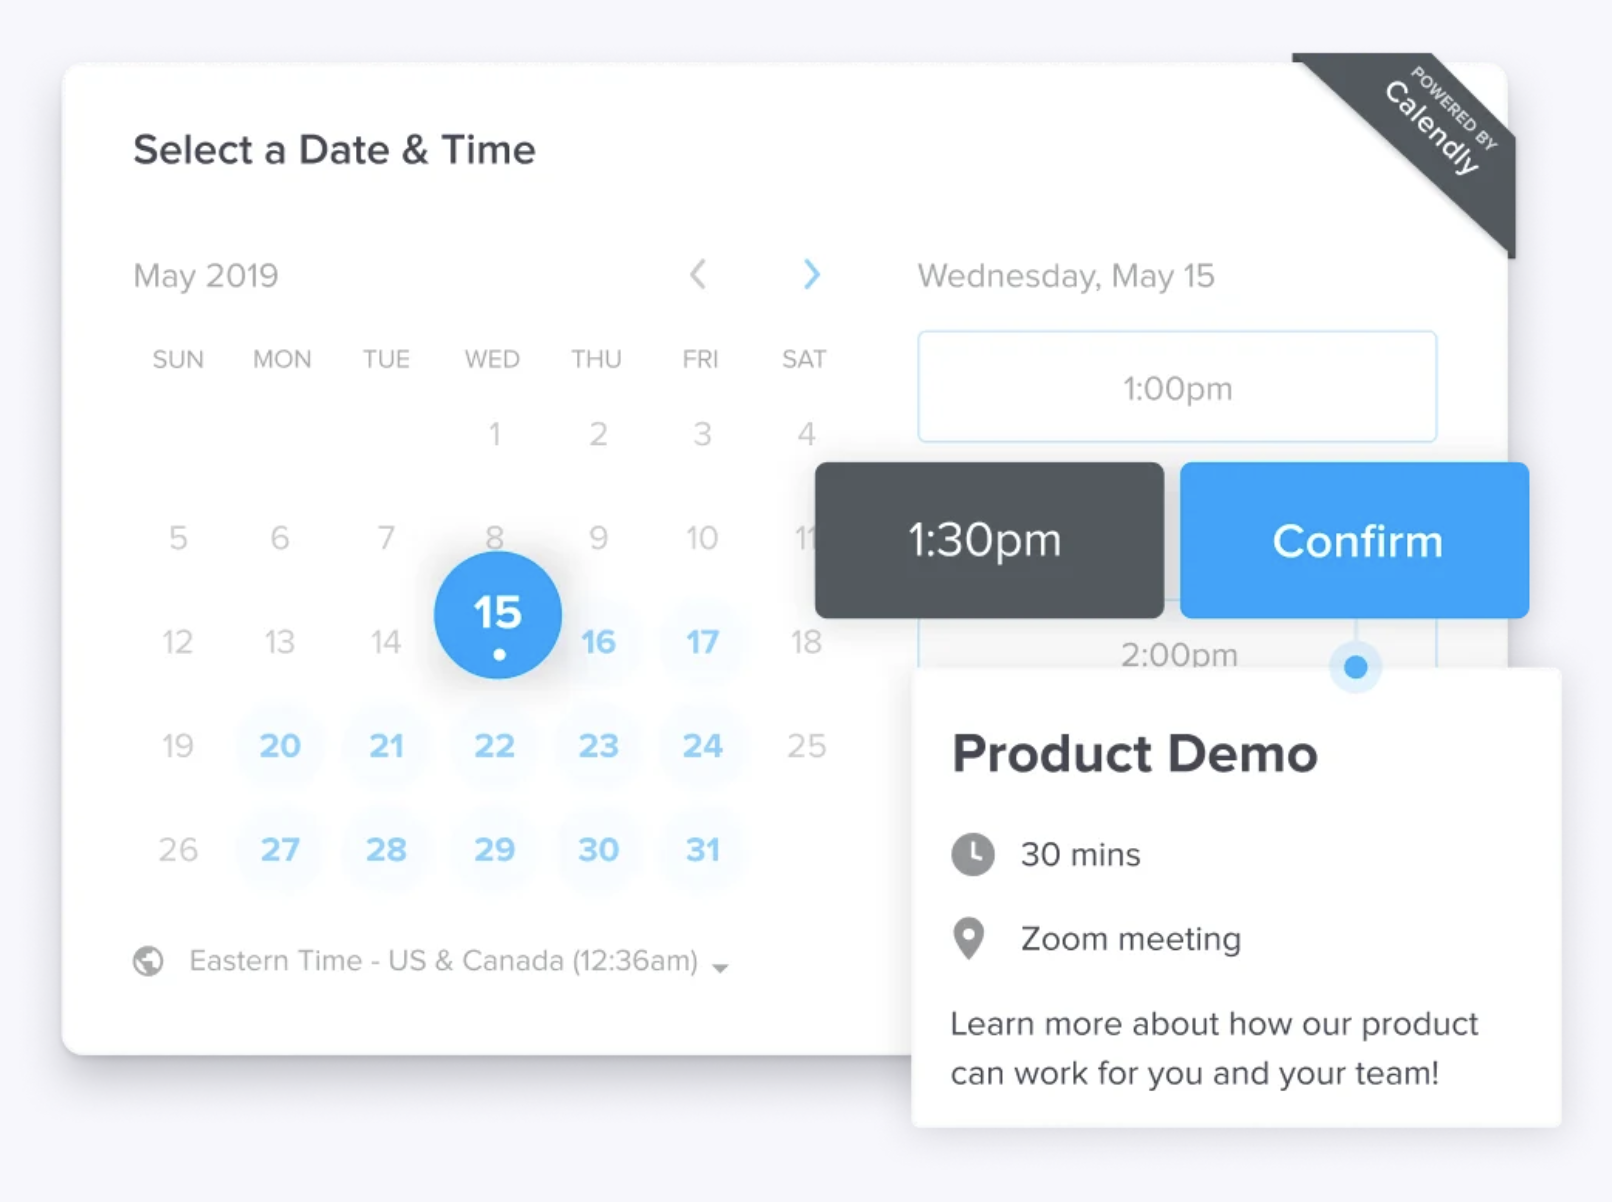 POWERED BY
Calendly
Select a Date & Time
May 2019
SUN MON TUE WED THU FRI SAT
1 2 3 4
5 6 7 8 9 10 11
12 13 14 15 16 17 18
19 20 21 22 23 24 25
26 27 28 29 30 31
Eastern Time - US & Canada (12:36am)
Wednesday, May 15
1:00pm
1:30pm Confirm
2:00pm
Product Demo
30 mins
Zoom meeting
Learn more about how our product
can work for you and your team!